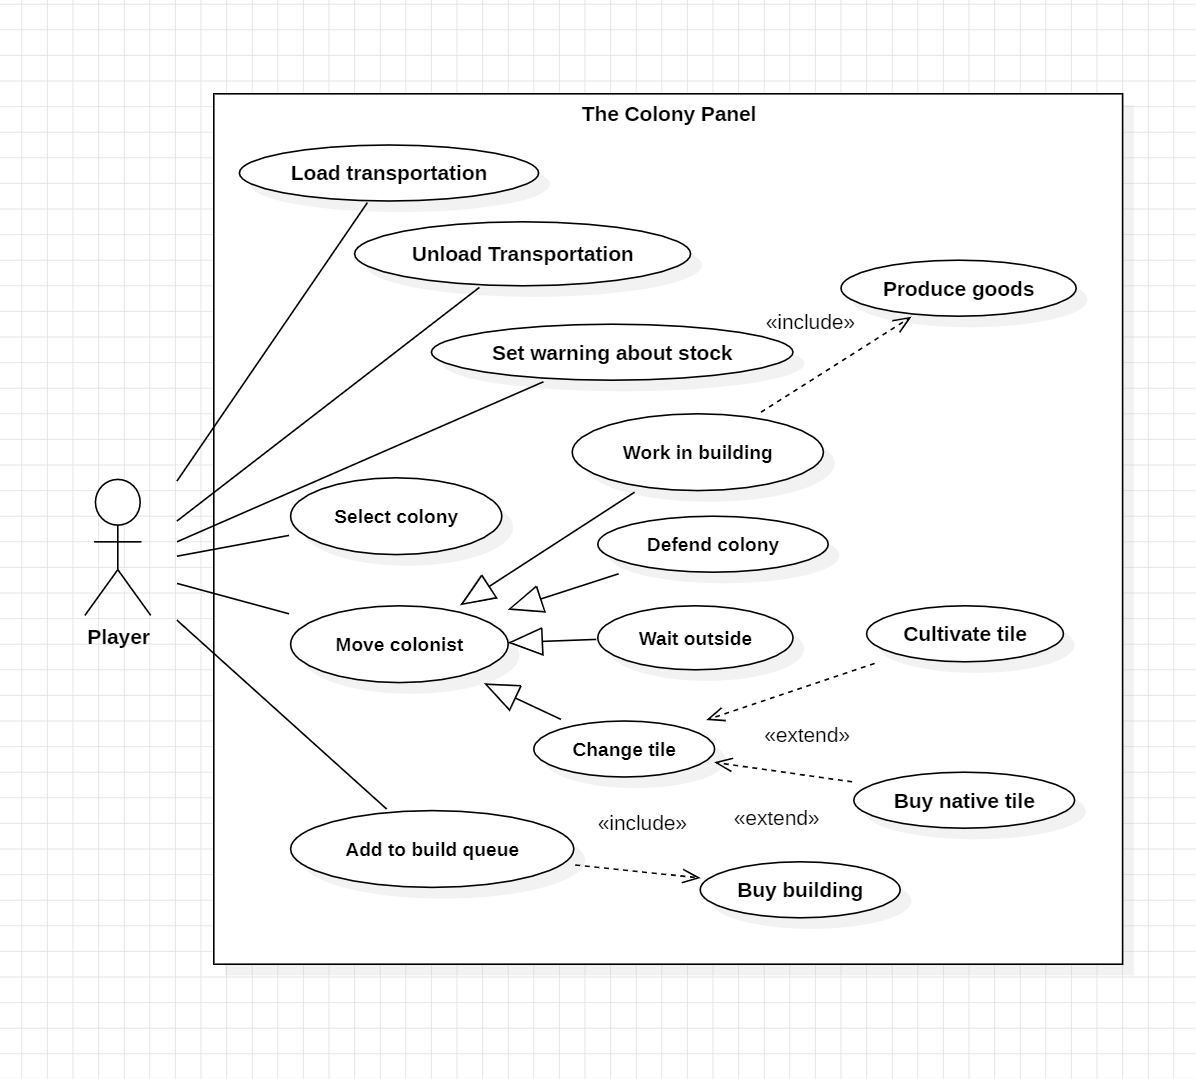 The Colony Panel
Load transportation
Unload Transportation
Produce goods
«include»
Set warning about stock
Work in building
Select colony
Defend colony
Player
Move colonist
Wait outside
Cultivate tile
«extend»
Change tile
Buy native tile
«include»
«extend»
Add to build queue
Buy building